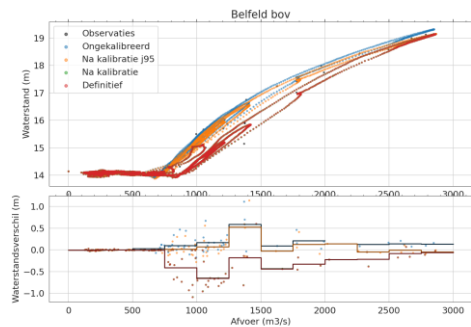 Belfeld bov
Waterstand (m)
19
18
17
16
15
14
Observaties
Ongekalibreerd
Na kalibratie j95
Na kalibratie
Definitief
0 500 1000 1500 2000 2500 3000
Waterstandsverschil (m)
1.0
0.5
0.0
−0.5
−1.0
0 500 1000 1500 2000 2500 3000
Afvoer (m3/s)